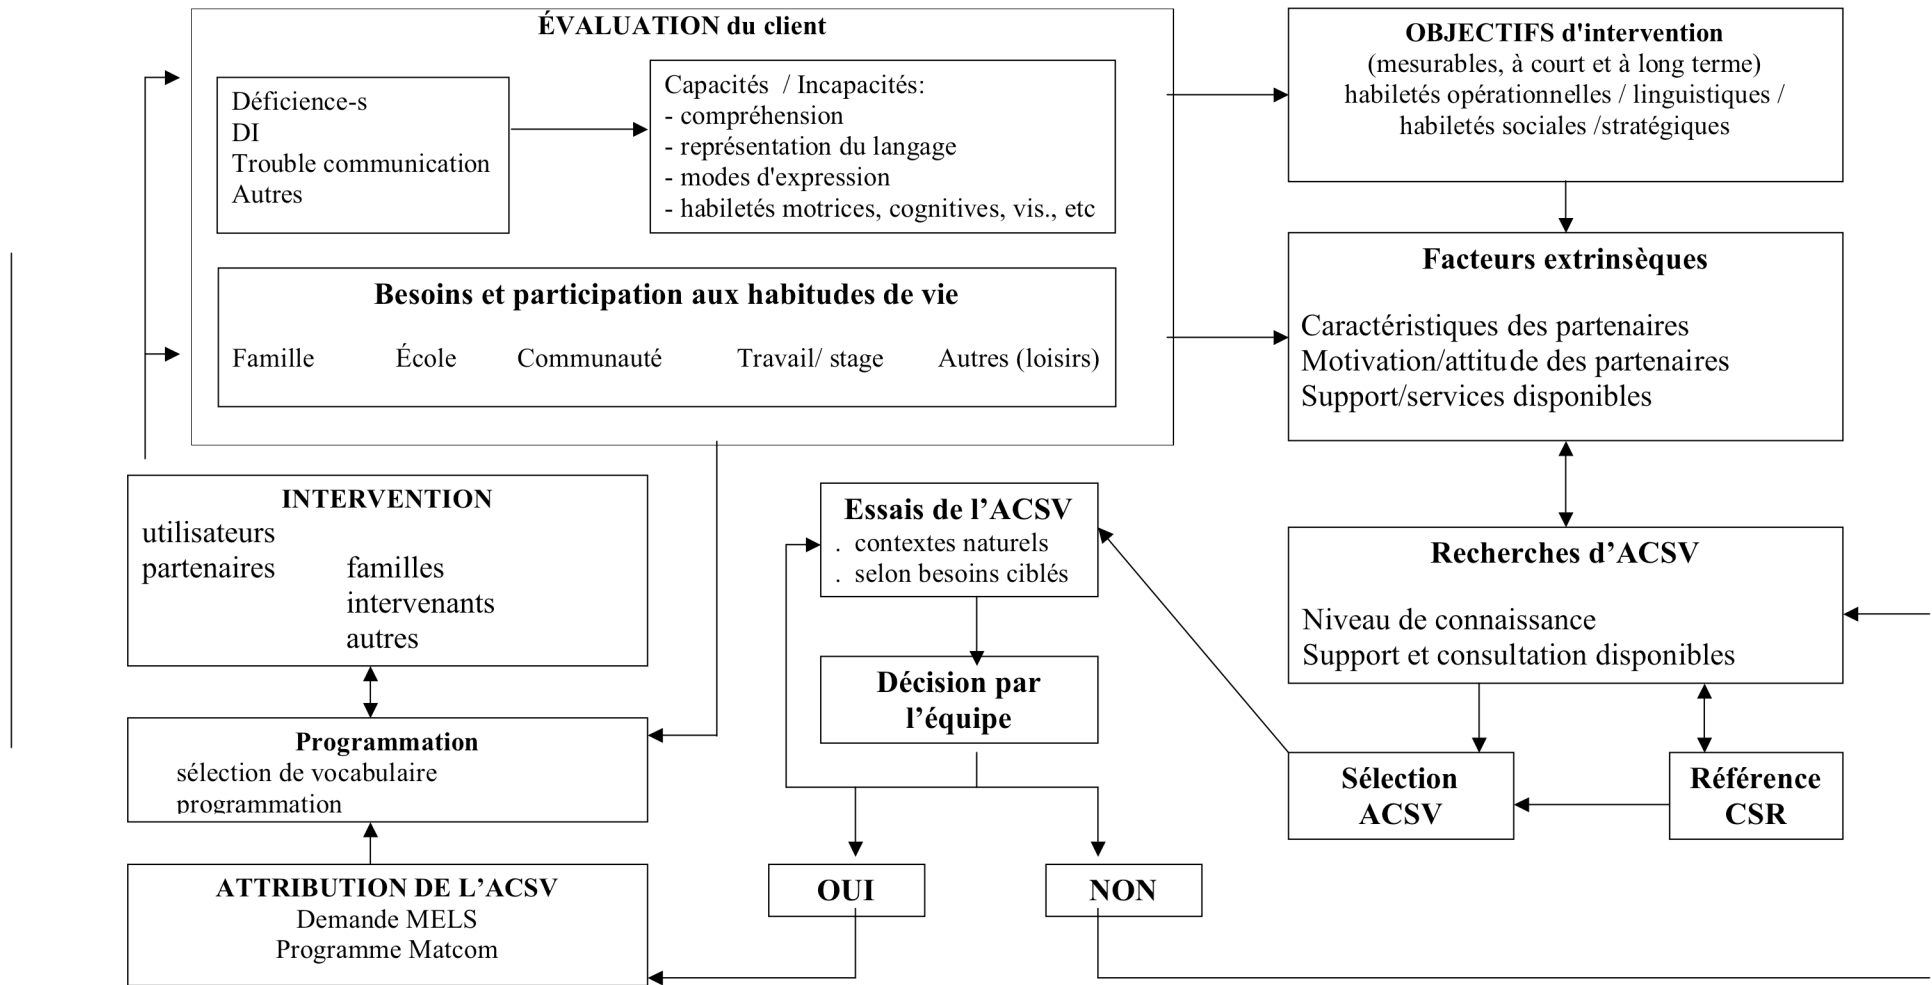 ÉVALUATION du client
Déficience-s
DI
Trouble communication
Autres
Capacités / Incapacités:
- compréhension
- représentation du langage
- modes d'expression
- habiletés motrices, cognitives, vis., etc
Besoins et participation aux habitudes de vie
Famille École Communauté Travail/ stage Autres (loisirs)
OBJECTIFS d'intervention
(mesurables, à court et à long terme)
habiletés opérationnelles / linguistiques /
habiletés sociales /stratégiques
Facteurs extrinsèques
Caractéristiques des partenaires
Motivation/attitude des partenaires
Support/services disponibles
INTERVENTION
utilisateurs
partenaires familles
intervenants
autres
Essais de l’ACSV
. contextes naturels
. selon besoins ciblés
Recherches d’ACSV
Niveau de connaissance
Support et consultation disponibles
Décision par
l’équipe
Programmation
sélection de vocabulaire
programmation
Sélection
ACSV
Référence
CSR
ATTRIBUTION DE L’ACSV
Demande MELS
Programme Matcom
OUI
NON